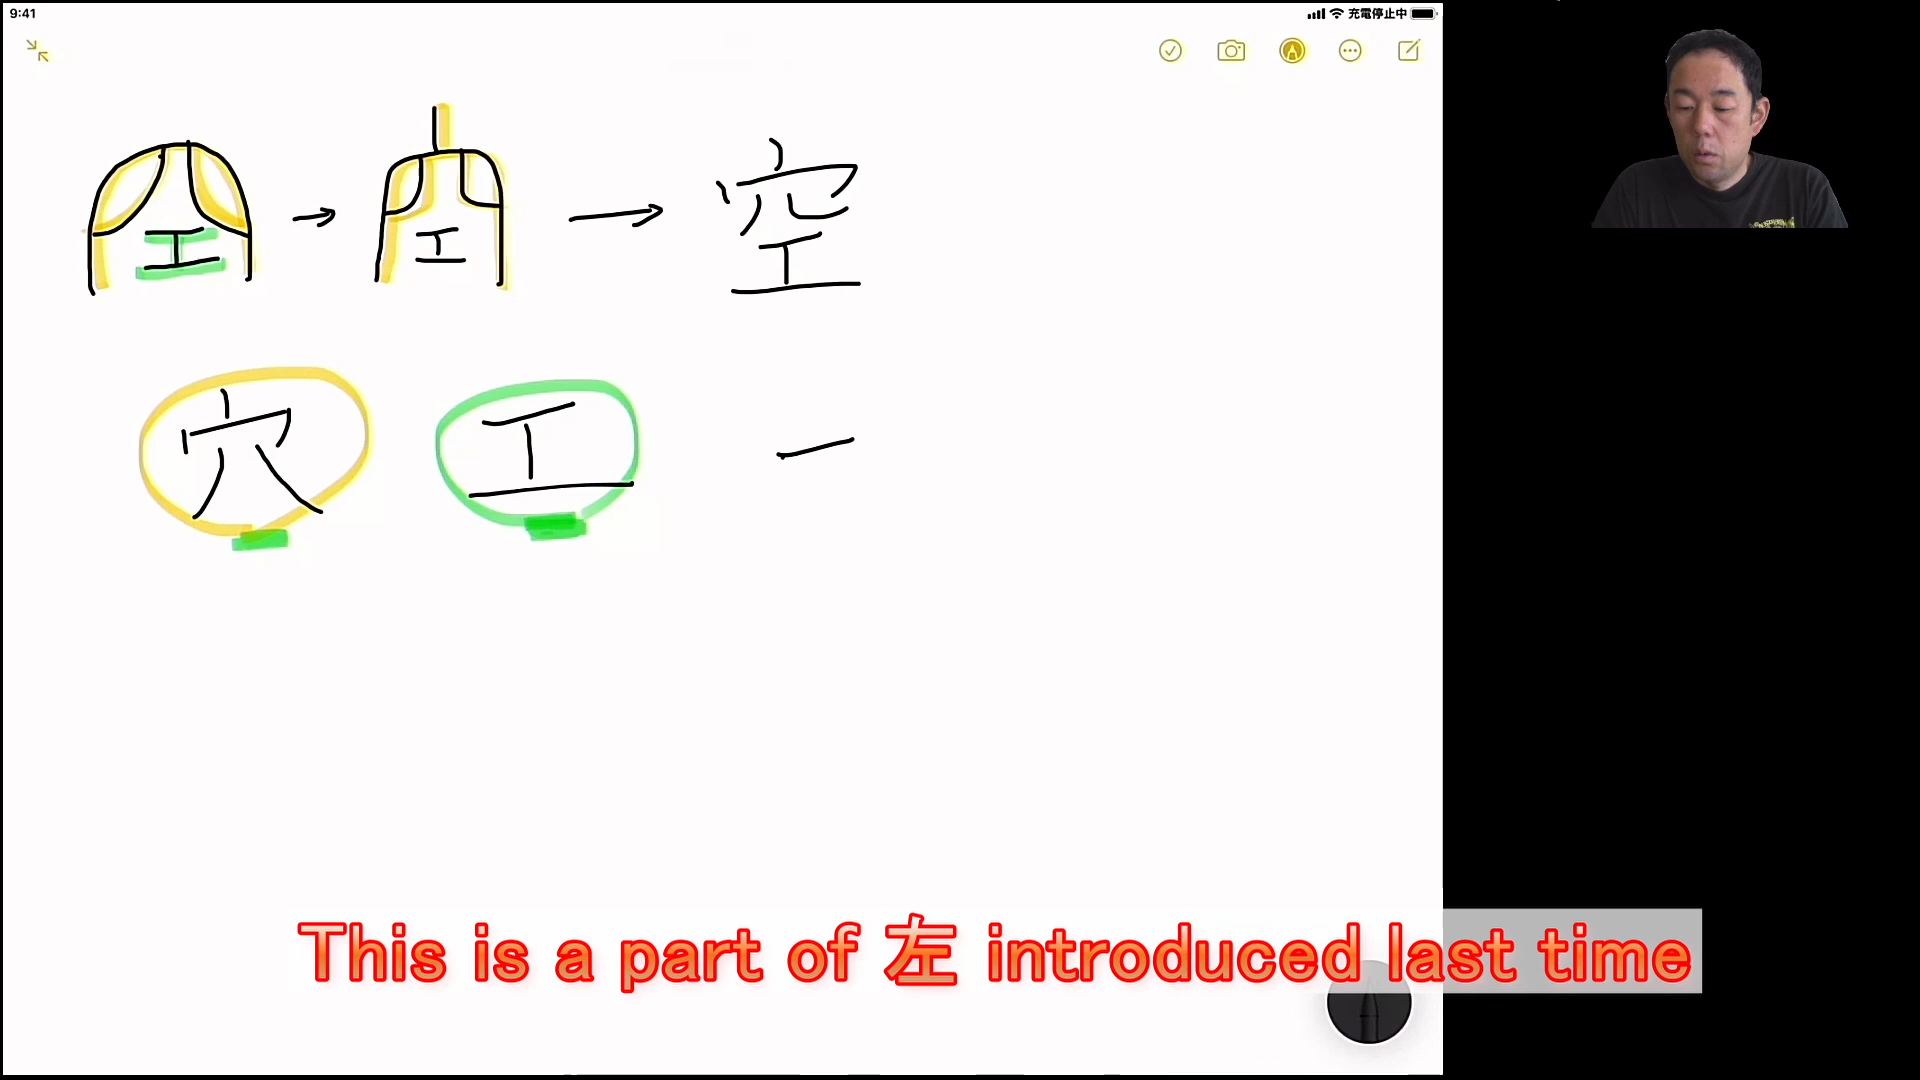 9:41 充電停止中
空
穴 工 一
This is a part of 左 introduced last time